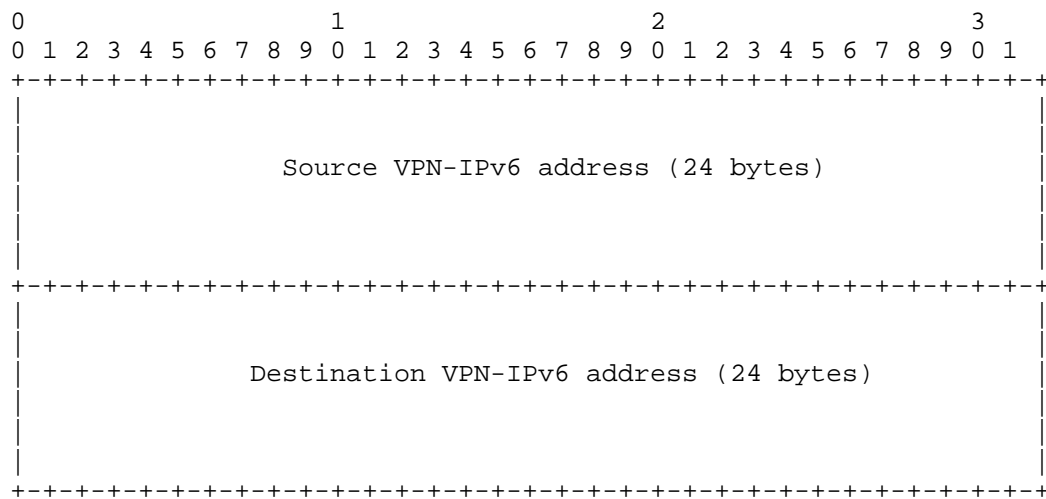 0                   1                   2                   3
0 1 2 3 4 5 6 7 8 9 0 1 2 3 4 5 6 7 8 9 0 1 2 3 4 5 6 7 8 9 0 1
+-+-+-+-+-+-+-+-+-+-+-+-+-+-+-+-+-+-+-+-+-+-+-+-+-+-+-+-+-+-+-+-+
Source VPN-IPv6 address (24 bytes)
+-+-+-+-+-+-+-+-+-+-+-+-+-+-+-+-+-+-+-+-+-+-+-+-+-+-+-+-+-+-+-+-+
Destination VPN-IPv6 address (24 bytes)
+-+-+-+-+-+-+-+-+-+-+-+-+-+-+-+-+-+-+-+-+-+-+-+-+-+-+-+-+-+-+-+-+